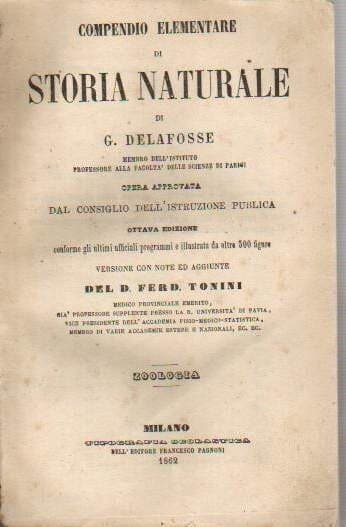 COMPENDIO ELEMENTARE
DI
STORIA NATURALE
DI
G. DELAFOSSE
MEMBRO DELL'ISTITUTO
PROFESSORE ALLA FACOLTA' DELLE SCIENZE DI PARIGI
OPERA APPROVATA
DAL CONSIGLIO DELL'ISTRUZIONE PUBLICA
OTTAVA EDIZIONE
conforme gli ultimi ufficiali programmi e illustrata da oltre 300 figure
VERSIONE CON NOTE ED AGGIUNTE
DEL D. FERD. TONINI
MEDICO PROVINCIALE EMERITO,
GIA' PROFESSORE SUPPLENTE PRESSO LA R. UNIVERSITA' DI PAVIA,
VICE PRESIDENTE DELL'ACCADEMIA FISIO-MEDICO-STATISTICA,
MEMBRO DI VARIE ACCADEMIE ESTERE E NAZIONALI, EC. EC.
ZOOLOGIA
MILANO
TIPOGRAFIA SCOLASTICA
DELL'EDITORE FRANCESCO PAGNONI
1862